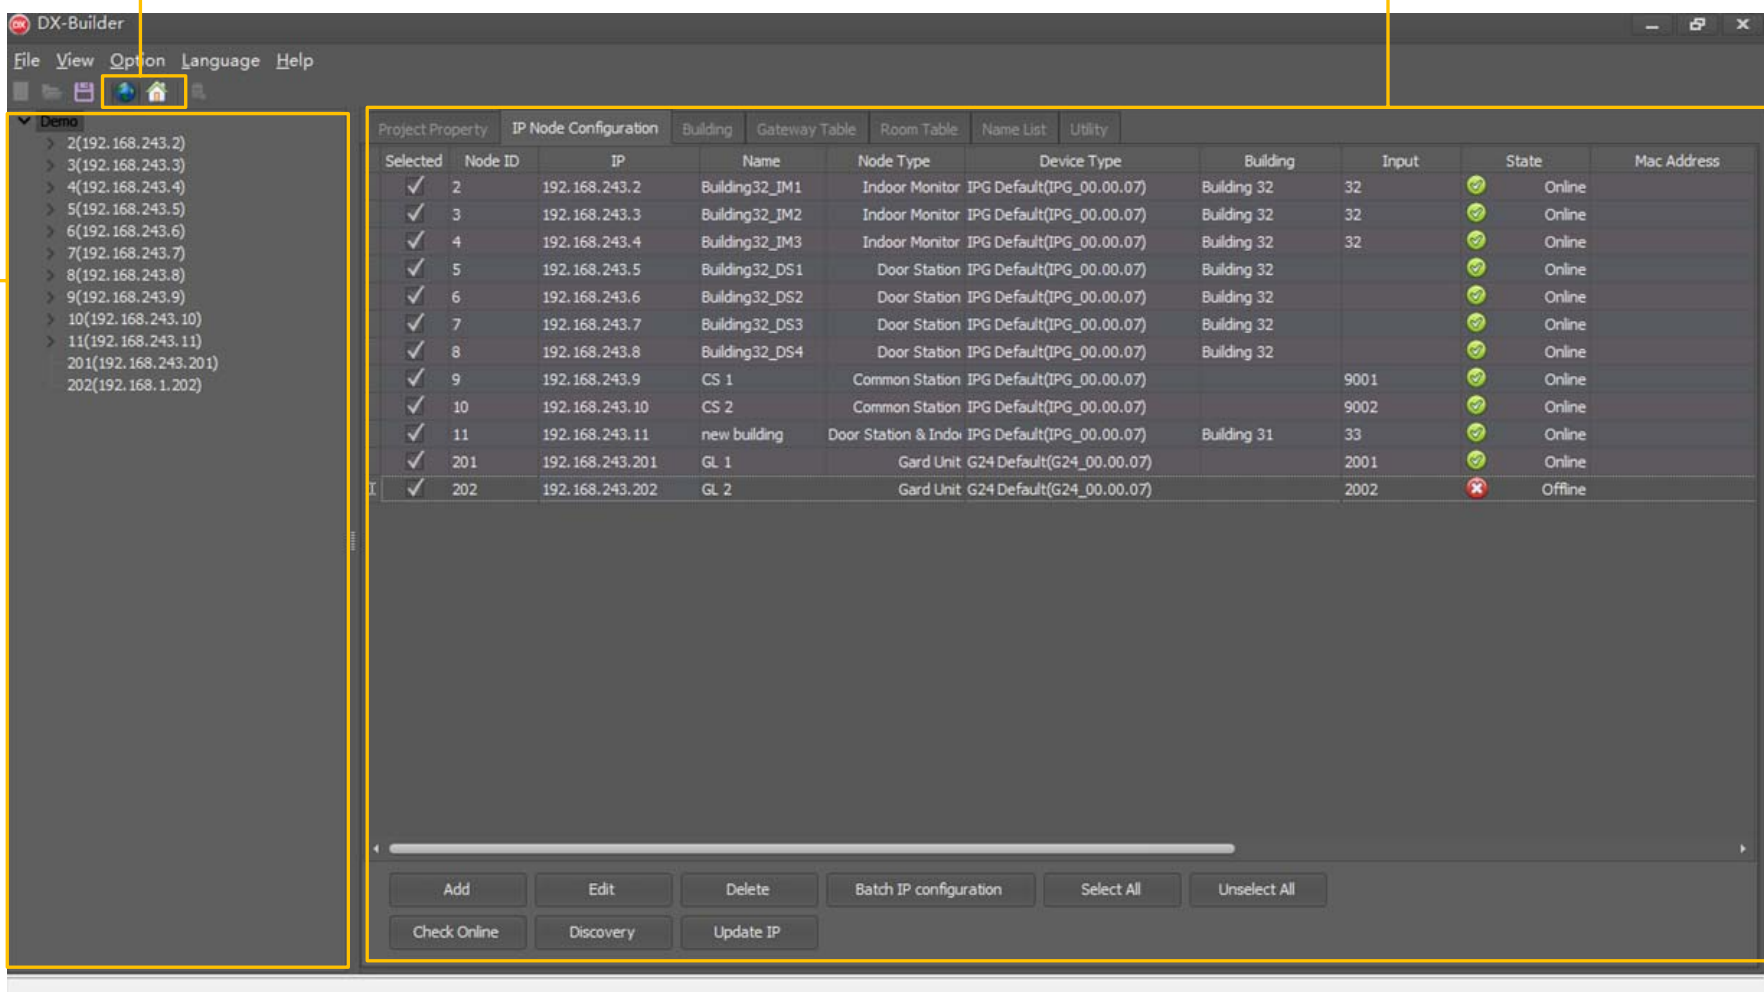 DX DX-Builder
File View Option Language Help
Demo
2(192.168.243.2)
3(192.168.243.3)
4(192.168.243.4)
5(192.168.243.5)
6(192.168.243.6)
7(192.168.243.7)
8(192.168.243.8)
9(192.168.243.9)
10(192.168.243.10)
11(192.168.243.11)
201(192.168.243.201)
202(192.168.1.202)
Project Property IP Node Configuration Building Gateway Table Room Table Name List Utility
Selected Node ID IP Name Node Type Device Type Building Input State Mac Address
2 192.168.243.2 Building32_IM1 Indoor Monitor IPG Default(IPG_00.00.07) Building 32 32 Online
3 192.168.243.3 Building32_IM2 Indoor Monitor IPG Default(IPG_00.00.07) Building 32 32 Online
4 192.168.243.4 Building32_IM3 Indoor Monitor IPG Default(IPG_00.00.07) Building 32 32 Online
5 192.168.243.5 Building32_DS1 Door Station IPG Default(IPG_00.00.07) Building 32 Online
6 192.168.243.6 Building32_DS2 Door Station IPG Default(IPG_00.00.07) Building 32 Online
7 192.168.243.7 Building32_DS3 Door Station IPG Default(IPG_00.00.07) Building 32 Online
8 192.168.243.8 Building32_DS4 Door Station IPG Default(IPG_00.00.07) Building 32 Online
9 192.168.243.9 CS 1 Common Station IPG Default(IPG_00.00.07) 9001 Online
10 192.168.243.10 CS 2 Common Station IPG Default(IPG_00.00.07) 9002 Online
11 192.168.243.11 new building Door Station & Indo IPG Default(IPG_00.00.07) Building 31 33 Online
201 192.168.243.201 GL 1 Gard Unit G24 Default(G24_00.00.07) 2001 Online
202 192.168.243.202 GL 2 Gard Unit G24 Default(G24_00.00.07) 2002 Offline
Add Edit Delete Batch IP configuration Select All Unselect All
Check Online Discovery Update IP